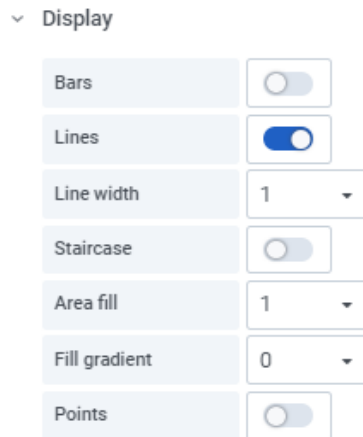 Display
Bars
Lines
Line width 1
Staircase
Area fill 1
Fill gradient 0
Points